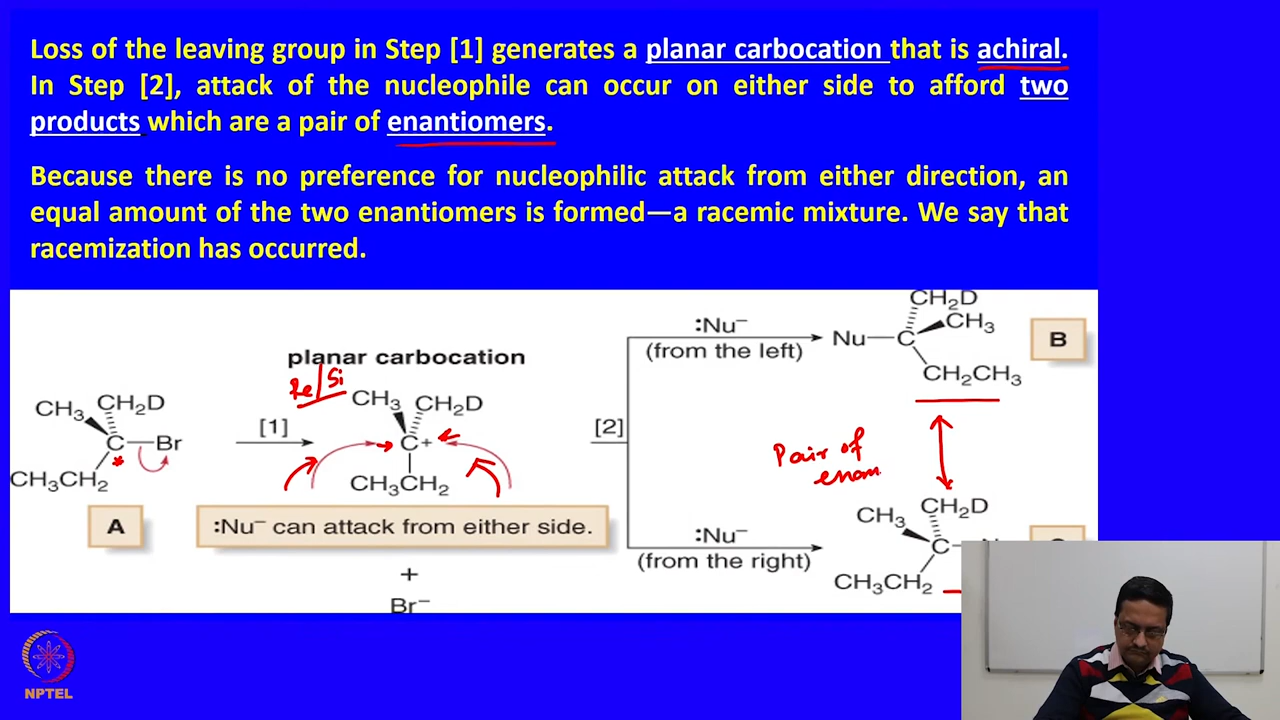 Loss of the leaving group in Step [1] generates a planar carbocation that is achiral.
In Step [2], attack of the nucleophile can occur on either side to afford two
products which are a pair of enantiomers.
Because there is no preference for nucleophilic attack from either direction, an
equal amount of the two enantiomers is formed—a racemic mixture. We say that
racemization has occurred.
planar carbocation
Re/Si
CH₃ CH₂D
C—Br
CH₃CH₂
A
[1]
CH₃ CH₂D
C+
CH₃CH₂
:Nu⁻ can attack from either side.
+
Br⁻
[2]
:Nu⁻
(from the left)
CH₂D
Nu—C CH₃
CH₂CH₃
B
Pair of
enam
:Nu⁻
(from the right)
CH₃ CH₂D
C
CH₃CH₂
NPTEL